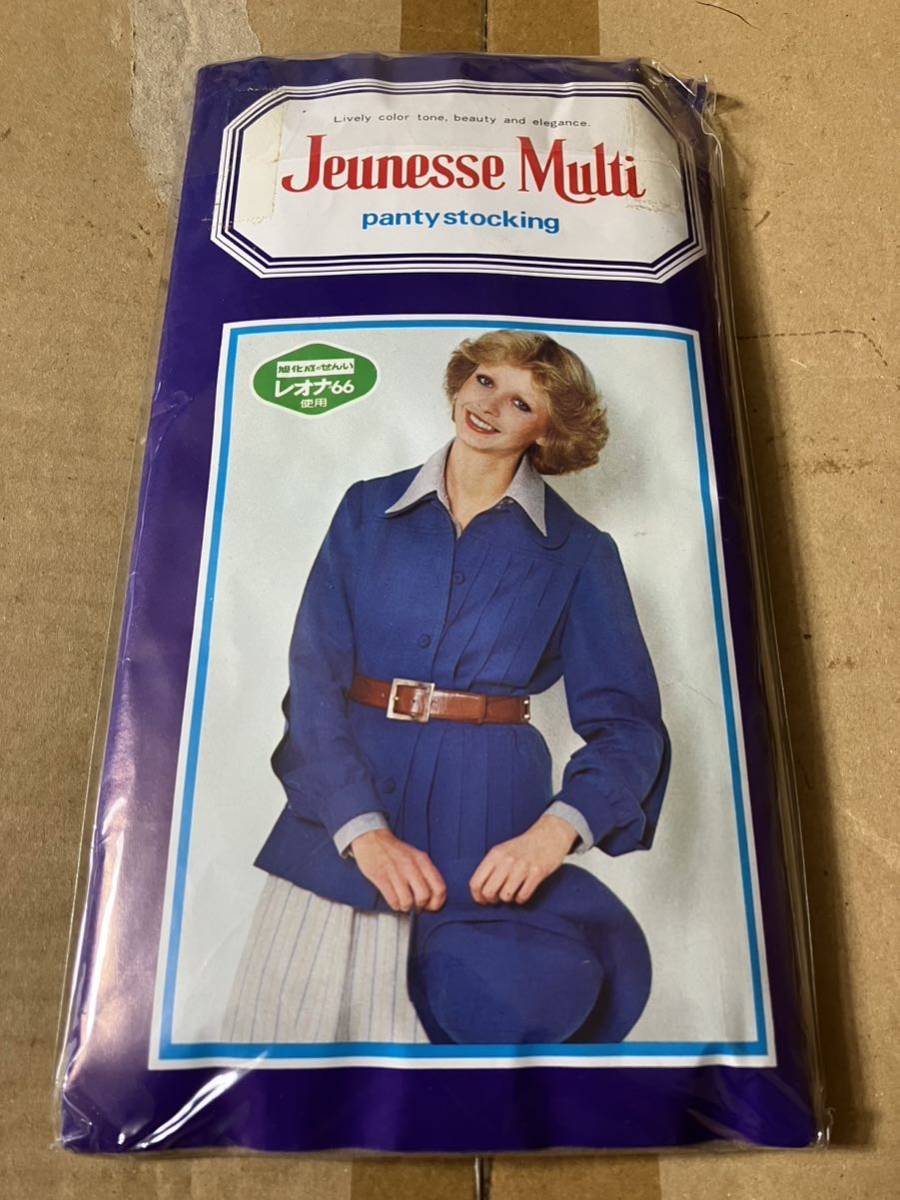 Lively color tone, beauty and elegance.
Jeunesse Multi
panty stocking
旭化成のせんい
レオナ66
使用